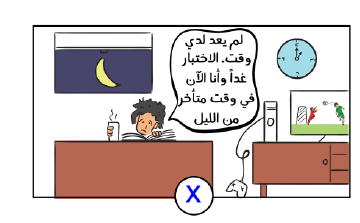 لم يعد لدي
وقت. الاختبار
غداً وأنا الآن
في وقت متأخر
من الليل
X